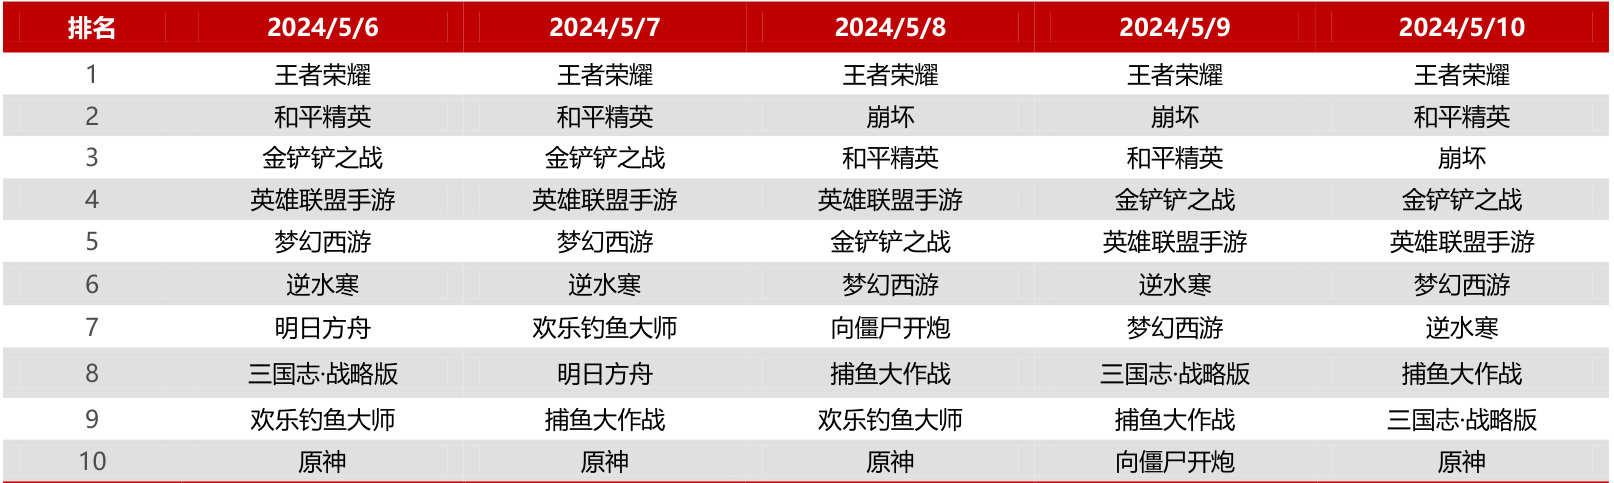 排名 2024/5/6 2024/5/7 2024/5/8 2024/5/9 2024/5/10
1 王者荣耀 王者荣耀 王者荣耀 王者荣耀 王者荣耀
2 和平精英 和平精英 崩坏 崩坏 和平精英
3 金铲铲之战 金铲铲之战 和平精英 和平精英 崩坏
4 英雄联盟手游 英雄联盟手游 英雄联盟手游 金铲铲之战 金铲铲之战
5 梦幻西游 梦幻西游 金铲铲之战 英雄联盟手游 英雄联盟手游
6 逆水寒 逆水寒 梦幻西游 逆水寒 梦幻西游
7 明日方舟 欢乐钓鱼大师 向僵尸开炮 梦幻西游 逆水寒
8 三国志·战略版 明日方舟 捕鱼大作战 三国志·战略版 捕鱼大作战
9 欢乐钓鱼大师 捕鱼大作战 欢乐钓鱼大师 捕鱼大作战 三国志·战略版
10 原神 原神 原神 向僵尸开炮 原神